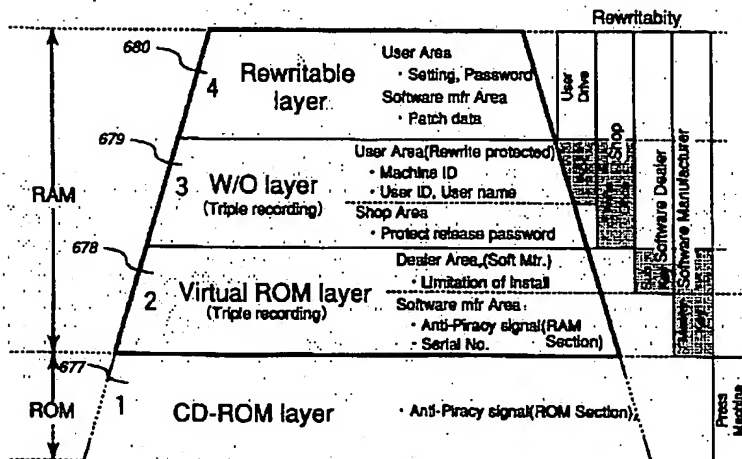 Rewritabity
680
4
Rewritable
layer
User Area
• Setting, Password
Software mfr Area
• Patch data
User
Drive
679
3
W/O layer
(Triple recording)
User Area(Rewrite protected)
• Machine ID
• User ID, User name
Shop Area
• Protect release password
Shop
RAM
678
2
Virtual ROM layer
(Triple recording)
Dealer Area,(Soft Mfr.)
• Limitation of Install
Software mfr Area
• Anti-Piracy signal(RAM
Section)
• Serial No.
Software Dealer
Key
Software Manufacturer
Key
677
ROM
1
CD-ROM layer
• Anti-Piracy signal(ROM Section)
Press
Machine